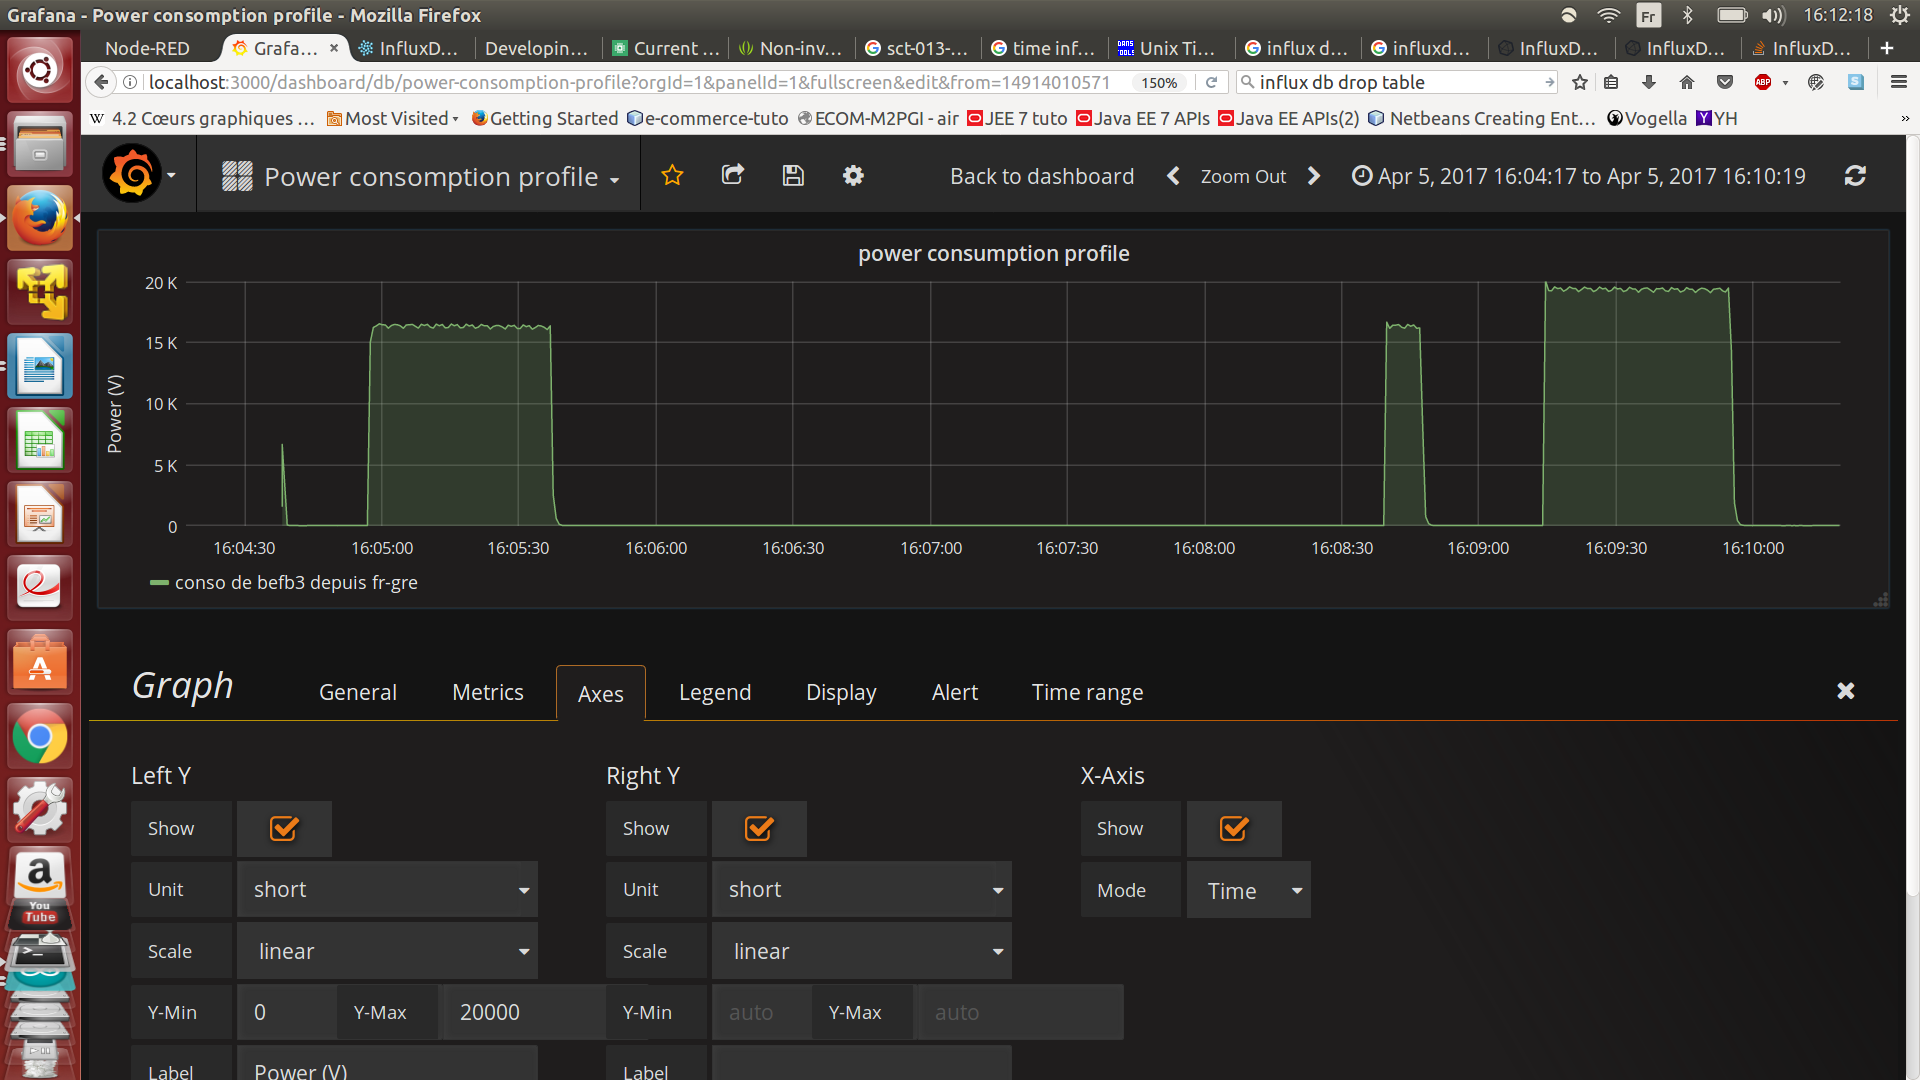 Grafana - Power consomption profile - Mozilla Firefox
Fr
16:12:18
Node-RED
Grafa...
InfluxD...
Developin...
Current ...
Non-inv...
sct-013-...
time inf...
Unix Ti...
influx d...
influxd...
InfluxD...
InfluxD...
InfluxD...
localhost:3000/dashboard/db/power-consomption-profile?orgId=1&panelId=1&fullscreen&edit&from=14914010571
150%
influx db drop table
ABP
S
W 4.2 Cœurs graphiques ...
Most Visited
Getting Started
e-commerce-tuto
ECOM-M2PGI - air
JEE 7 tuto
Java EE 7 APIs
Java EE APIs(2)
Netbeans Creating Ent...
Vogella
YH
Power consomption profile
Back to dashboard
Zoom Out
Apr 5, 2017 16:04:17 to Apr 5, 2017 16:10:19
power consumption profile
20 K
15 K
10 K
5 K
0
Power (V)
16:04:30 16:05:00 16:05:30 16:06:00 16:06:30 16:07:00 16:07:30 16:08:00 16:08:30 16:09:00 16:09:30 16:10:00
conso de befb3 depuis fr-gre
Graph
General
Metrics
Axes
Legend
Display
Alert
Time range
Left Y
Show
Unit short
Scale linear
Y-Min 0 Y-Max 20000
Label Power (V)
Right Y
Show
Unit short
Scale linear
Y-Min auto Y-Max auto
Label
X-Axis
Show
Mode Time
a
You
Tube